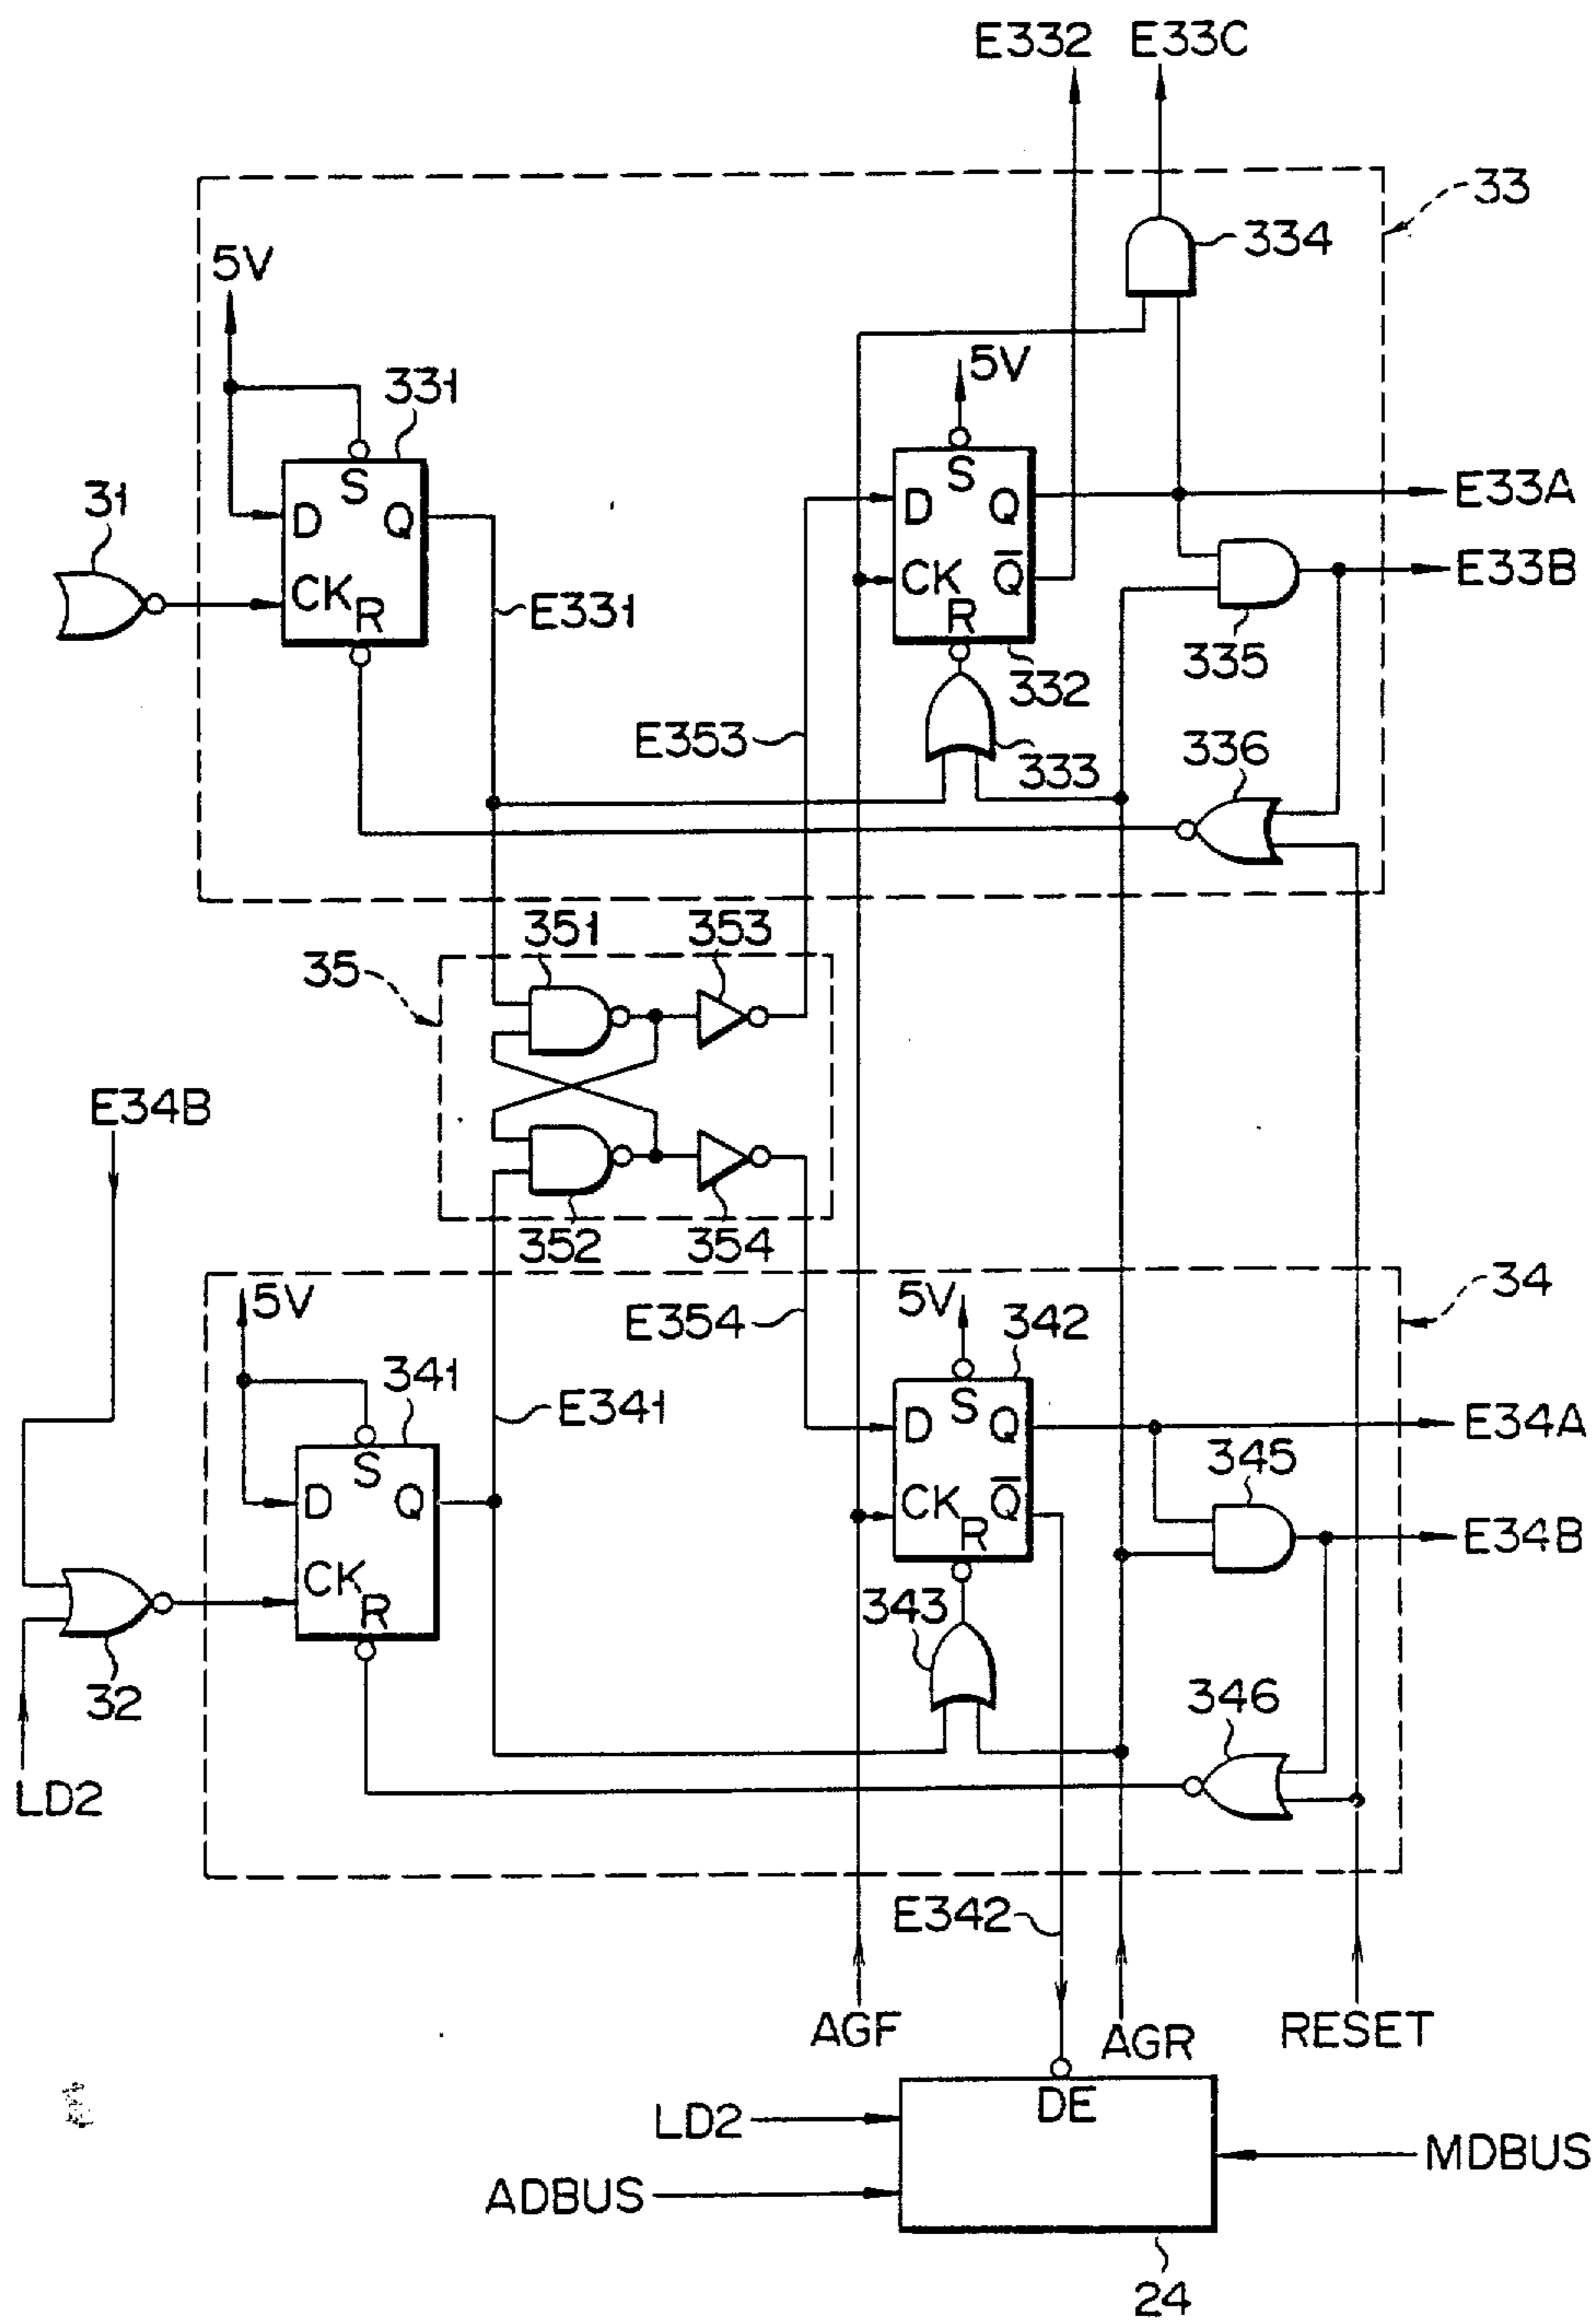 E332 E33C
33
334
5V
331
5V
S
D Q
CK
R
31
E331
S
D Q
CK Q̅
R
E33A
E33B
335
332
E353
333
336
351 353
35
E34B
352 354
5V
E354
5V
342
34
341
E341
S
D Q
CK Q̅
R
E34A
345
S
D Q
CK
R
E34B
343
32
346
LD2
E342
AGF AGR RESET
DE
LD2
MDBUS
ADBUS
24